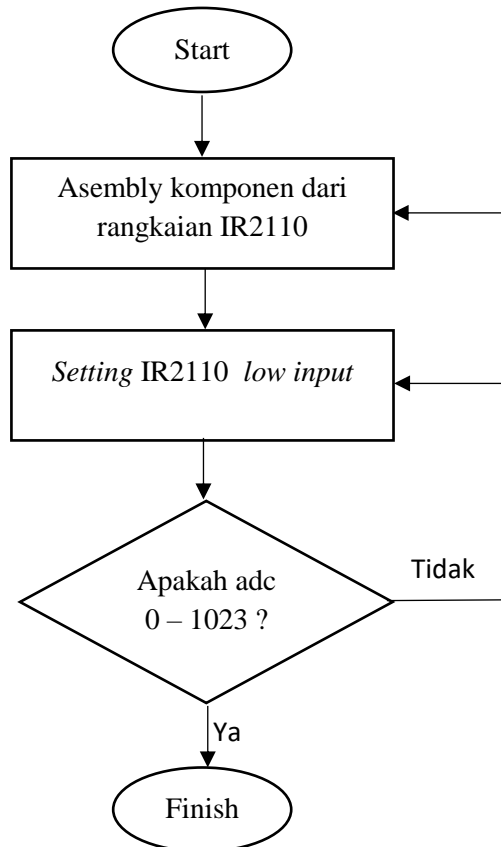 Start
Asembly komponen dari
rangkaian IR2110
Setting IR2110 low input
Apakah adc
0 – 1023 ?
Tidak
Ya
Finish